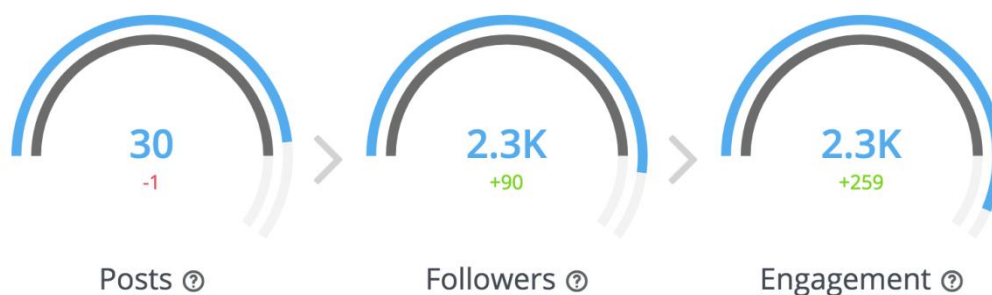 30
-1
Posts ?
2.3K
+90
Followers ?
2.3K
+259
Engagement ?